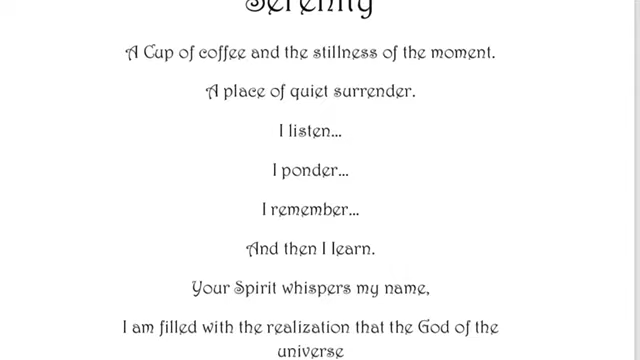 Serenity
A Cup of coffee and the stillness of the moment.
A place of quiet surrender.
I listen...
I ponder...
I remember...
And then I learn.
Your Spirit whispers my name,
I am filled with the realization that the God of the
universe